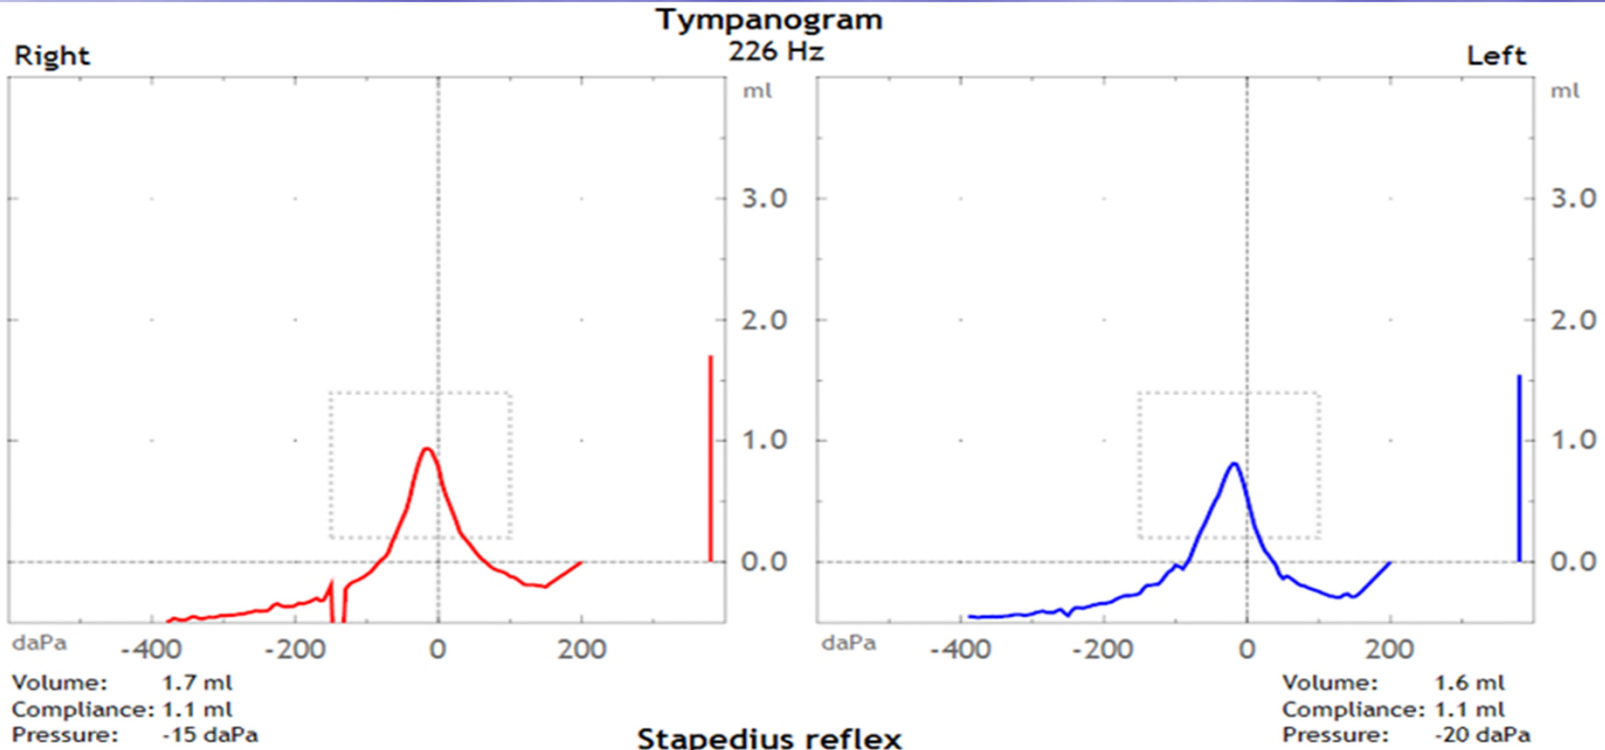 Tympanogram
226 Hz
Right
Left
ml
3.0
2.0
1.0
0.0
daPa
-400 -200 0 200
ml
3.0
2.0
1.0
0.0
daPa
-400 -200 0 200
Volume: 1.7 ml
Compliance: 1.1 ml
Pressure: -15 daPa
Volume: 1.6 ml
Compliance: 1.1 ml
Pressure: -20 daPa
Stapedius reflex